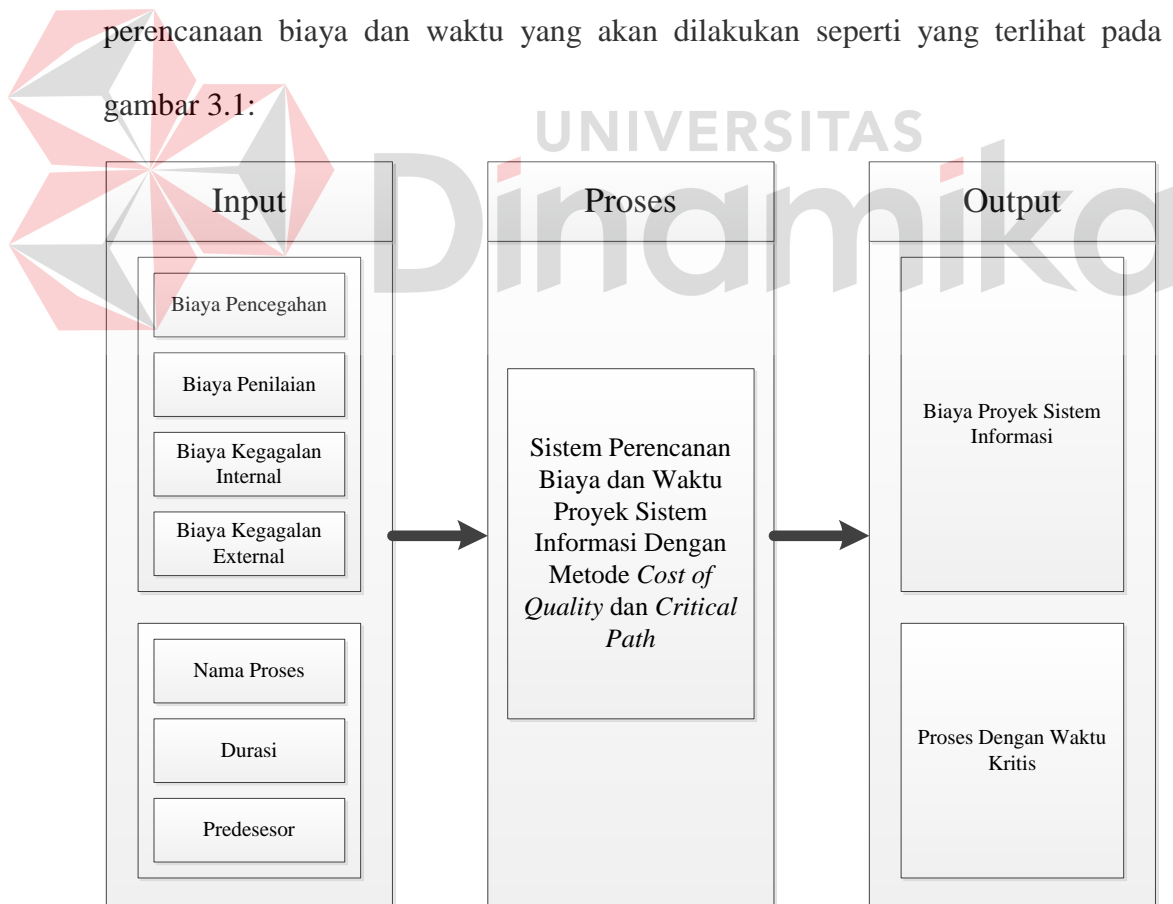 perencanaan biaya dan waktu yang akan dilakukan seperti yang terlihat pada
gambar 3.1:
UNIVERSITAS
Dinamika
Input
Biaya Pencegahan
Biaya Penilaian
Biaya Kegagalan
Internal
Biaya Kegagalan
External
Nama Proses
Durasi
Predesesor
Proses
Sistem Perencanan
Biaya dan Waktu
Proyek Sistem
Informasi Dengan
Metode Cost of
Quality dan Critical
Path
Output
Biaya Proyek Sistem
Informasi
Proses Dengan Waktu
Kritis